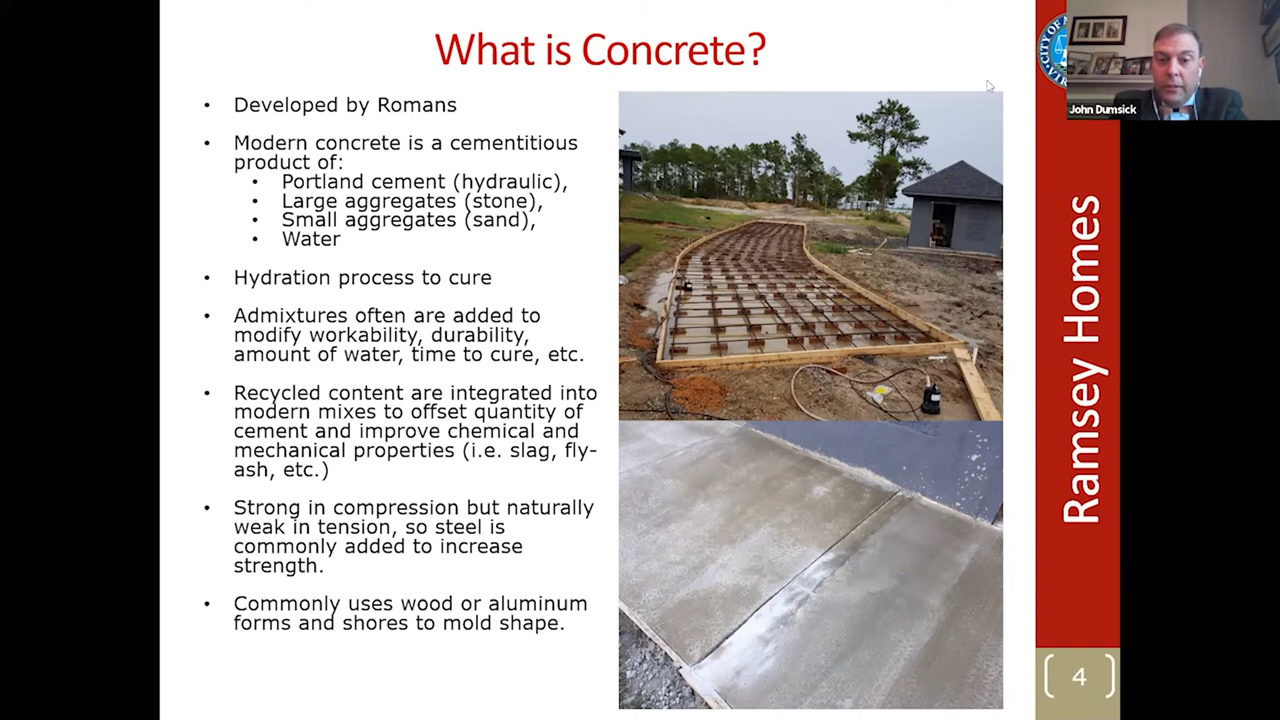 What is Concrete?
• Developed by Romans
• Modern concrete is a cementitious
product of:
• Portland cement (hydraulic),
• Large aggregates (stone),
• Small aggregates (sand),
• Water
• Hydration process to cure
• Admixtures often are added to
modify workability, durability,
amount of water, time to cure, etc.
• Recycled content are integrated into
modern mixes to offset quantity of
cement and improve chemical and
mechanical properties (i.e. slag, fly-
ash, etc.)
• Strong in compression but naturally
weak in tension, so steel is
commonly added to increase
strength.
• Commonly uses wood or aluminum
forms and shores to mold shape.
CITY OF
John Dumsick
Ramsey Homes
4